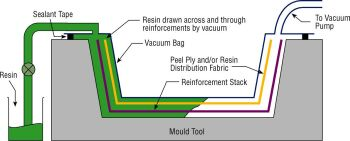 Sealant Tape
Resin drawn across and through
reinforcements by vacuum
To Vacuum
Pump
Vacuum Bag
Peel Ply and/or Resin
Distribution Fabric
Resin
Reinforcement Stack
Mould Tool